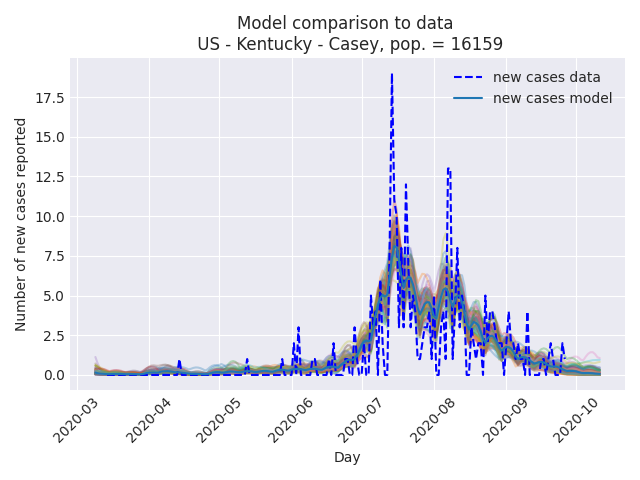 Model comparison to data
US - Kentucky - Casey, pop. = 16159
new cases data
new cases model
Number of new cases reported
17.5
15.0
12.5
10.0
7.5
5.0
2.5
0.0
2020-03
2020-04
2020-05
2020-06
2020-07
2020-08
2020-09
2020-10
Day